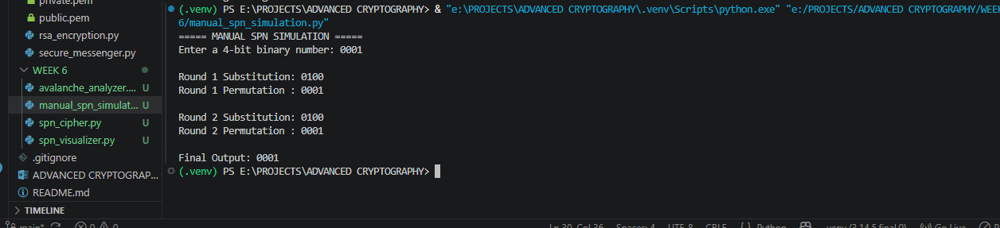 private.pem
public.pem
rsa_encryption.py
secure_messenger.py
WEEK 6
avalanche_analyzer.... U
manual_spn_simulat... U
spn_cipher.py U
spn_visualizer.py U
.gitignore
ADVANCED CRYPTOGRAP...
README.md
TIMELINE
(.venv) PS E:\PROJECTS\ADVANCED CRYPTOGRAPHY> & "e:\PROJECTS\ADVANCED CRYPTOGRAPHY\.venv\Scripts\python.exe" "e:/PROJECTS/ADVANCED CRYPTOGRAPHY/WEEK
6/manual_spn_simulation.py"
===== MANUAL SPN SIMULATION =====
Enter a 4-bit binary number: 0001
Round 1 Substitution: 0100
Round 1 Permutation : 0001
Round 2 Substitution: 0100
Round 2 Permutation : 0001
Final Output: 0001
(.venv) PS E:\PROJECTS\ADVANCED CRYPTOGRAPHY>
main* 0 0 Ln 30, Col 36 Spaces: 4 UTF-8 CRLF { } Python .venv (3.14.5.final.0) Go Live